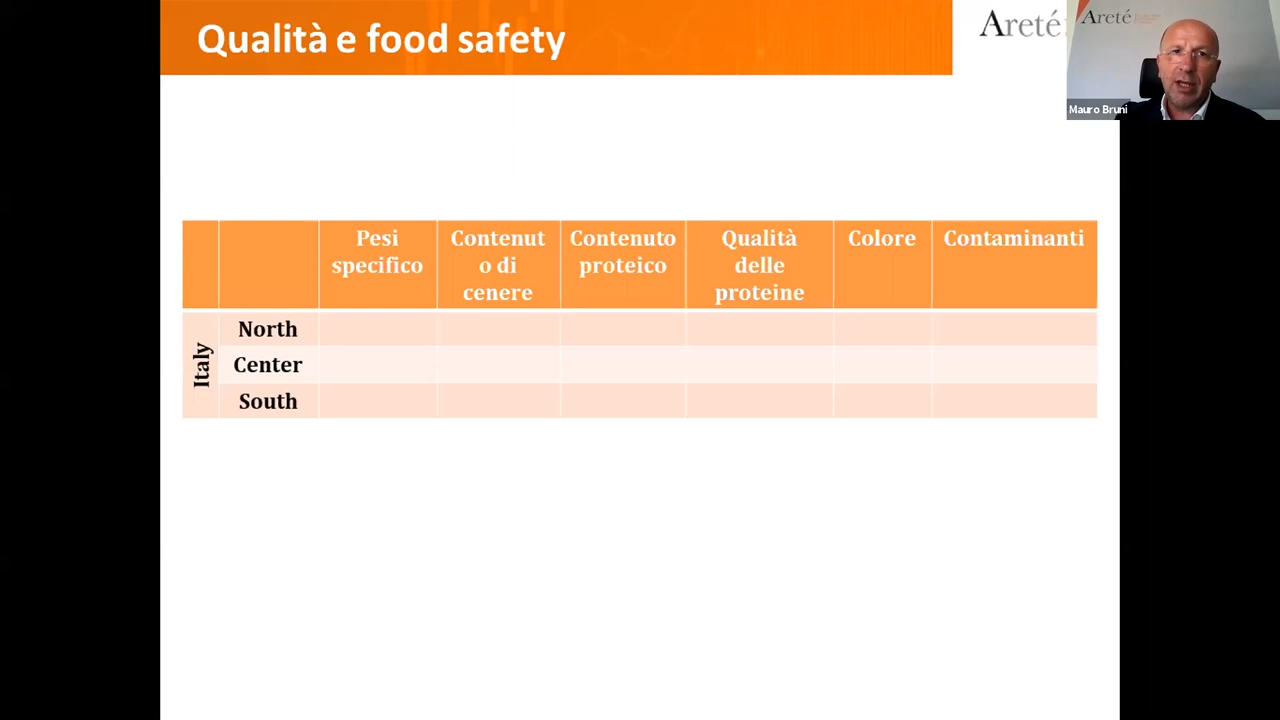 Qualità e food safety
Areté
Areté
Mauro Bruni
Pesi
specifico
Contenut
o di
cenere
Contenuto
proteico
Qualità
delle
proteine
Colore
Contaminanti
Italy
North
Center
South